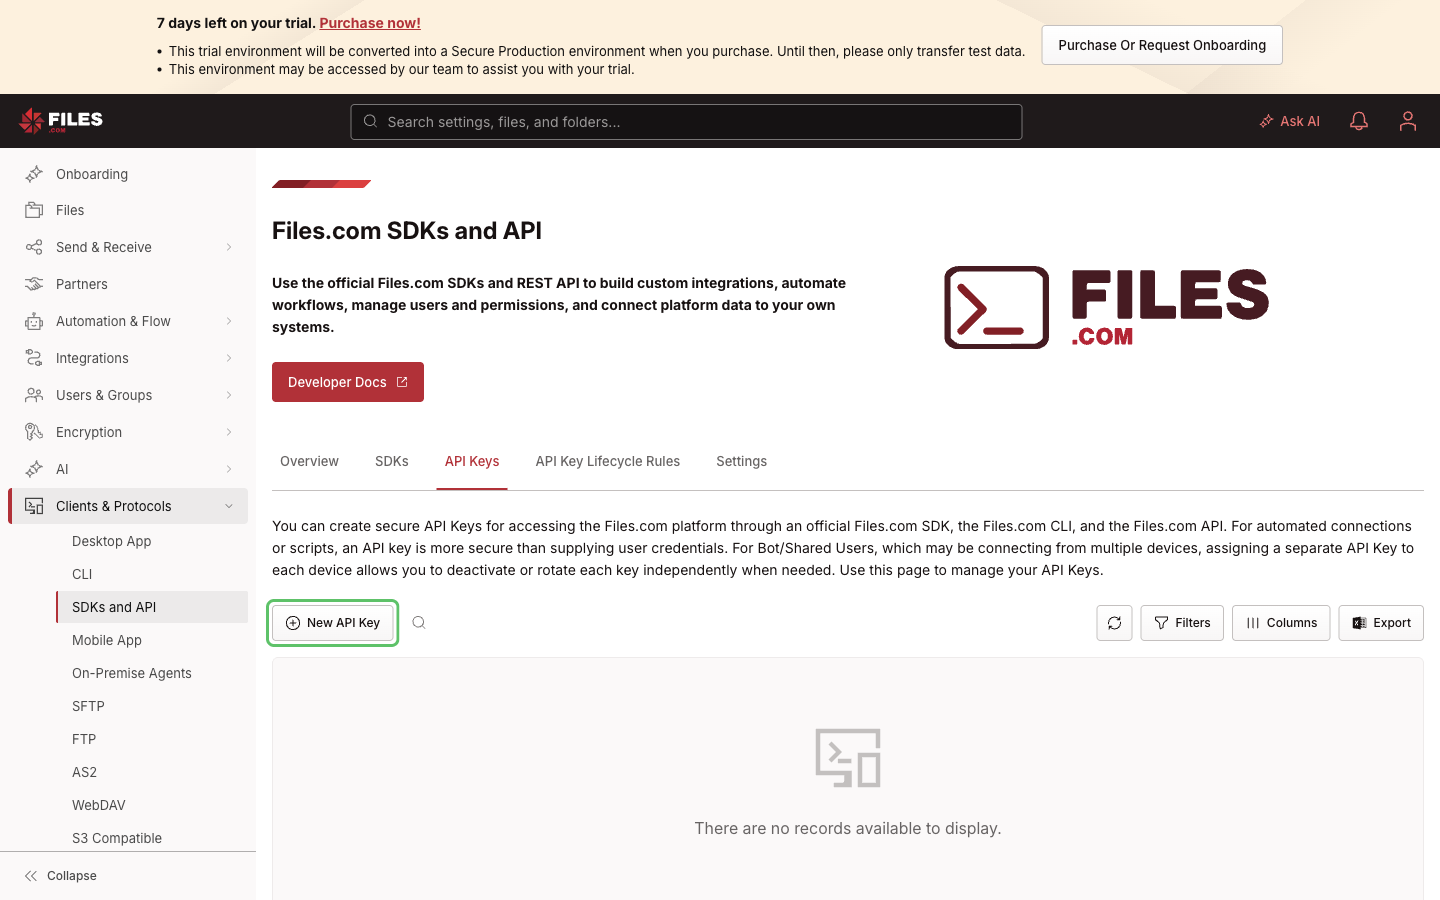 7 days left on your trial. Purchase now!
• This trial environment will be converted into a Secure Production environment when you purchase. Until then, please only transfer test data.
• This environment may be accessed by our team to assist you with your trial.
Purchase Or Request Onboarding
FILES
.COM
Search settings, files, and folders...
Ask AI
Onboarding
Files
Send & Receive
Partners
Automation & Flow
Integrations
Users & Groups
Encryption
AI
Clients & Protocols
Desktop App
CLI
SDKs and API
Mobile App
On-Premise Agents
SFTP
FTP
AS2
WebDAV
S3 Compatible
Collapse
Files.com SDKs and API
Use the official Files.com SDKs and REST API to build custom integrations, automate
workflows, manage users and permissions, and connect platform data to your own
systems.
Developer Docs
FILES
.COM
Overview
SDKs
API Keys
API Key Lifecycle Rules
Settings
You can create secure API Keys for accessing the Files.com platform through an official Files.com SDK, the Files.com CLI, and the Files.com API. For automated connections
or scripts, an API key is more secure than supplying user credentials. For Bot/Shared Users, which may be connecting from multiple devices, assigning a separate API Key to
each device allows you to deactivate or rotate each key independently when needed. Use this page to manage your API Keys.
New API Key
Filters
Columns
Export
There are no records available to display.